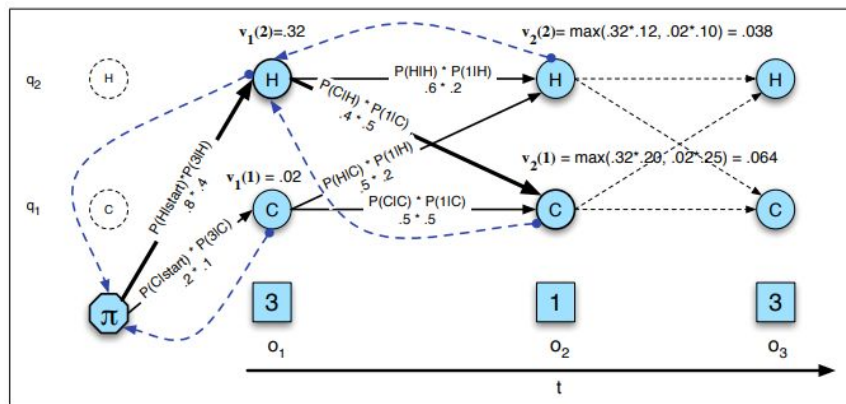 v₁(2)=.32
v₂(2)= max(.32*.12, .02*.10) = .038
q₂
H
H
P(H|H) * P(1|H)
.6 * .2
H
H
P(C|H) * P(1|C)
.4 * .5
P(H|start)*P(3|H)
.8 * .4
v₁(1) = .02
P(H|C) * P(1|H)
.5 * .2
v₂(1) = max(.32*.20, .02*.25) = .064
q₁
C
C
P(C|C) * P(1|C)
.5 * .5
C
C
P(C|start) * P(3|C)
.2 * .1
π
3
1
3
o₁
o₂
o₃
t